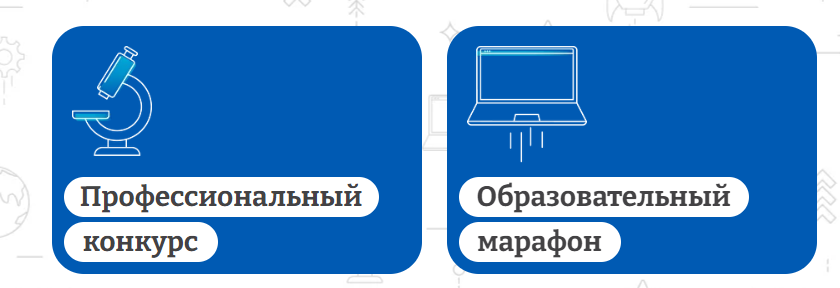 Профессиональный
конкурс
Образовательный
марафон